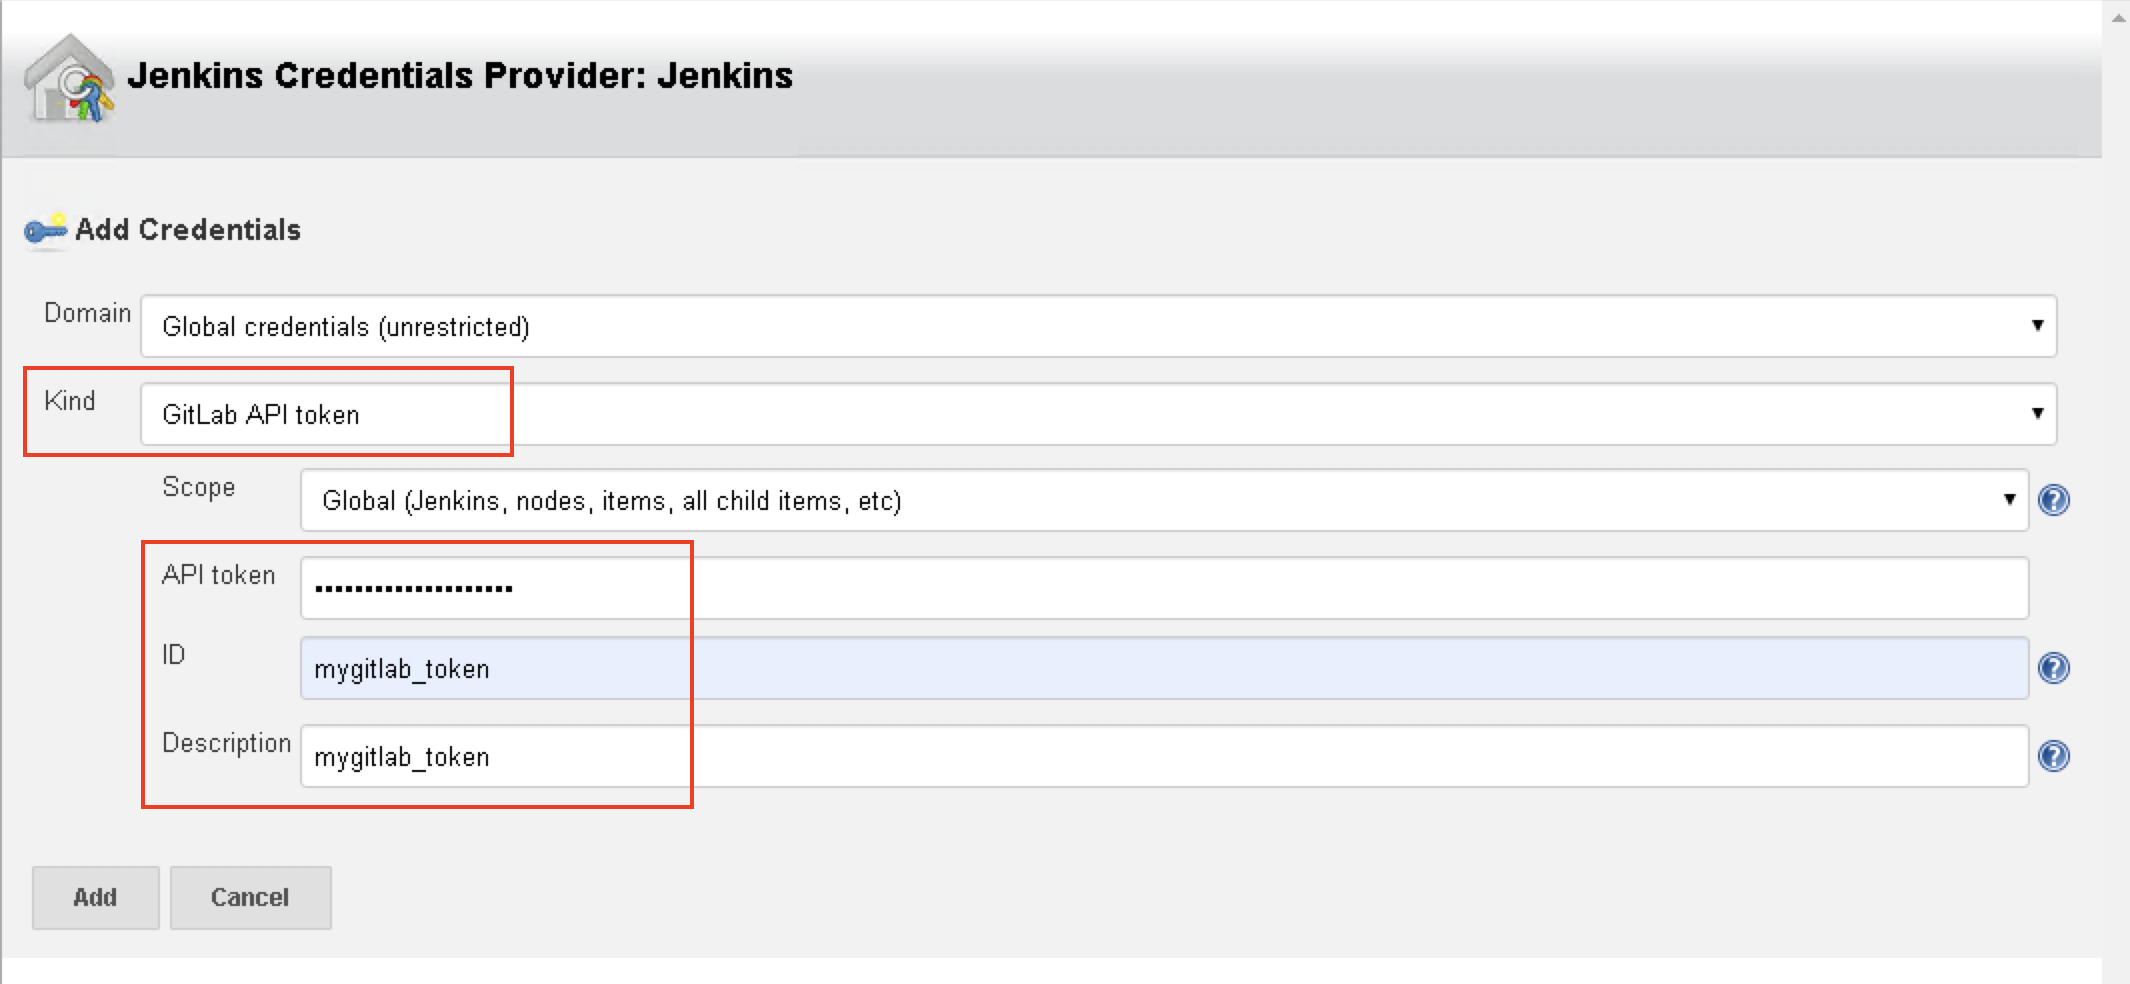 Jenkins Credentials Provider: Jenkins
Add Credentials
Domain
Global credentials (unrestricted)
Kind
GitLab API token
Scope
Global (Jenkins, nodes, items, all child items, etc)
API token
••••••••••••••••••••
ID
mygitlab_token
Description
mygitlab_token
Add Cancel